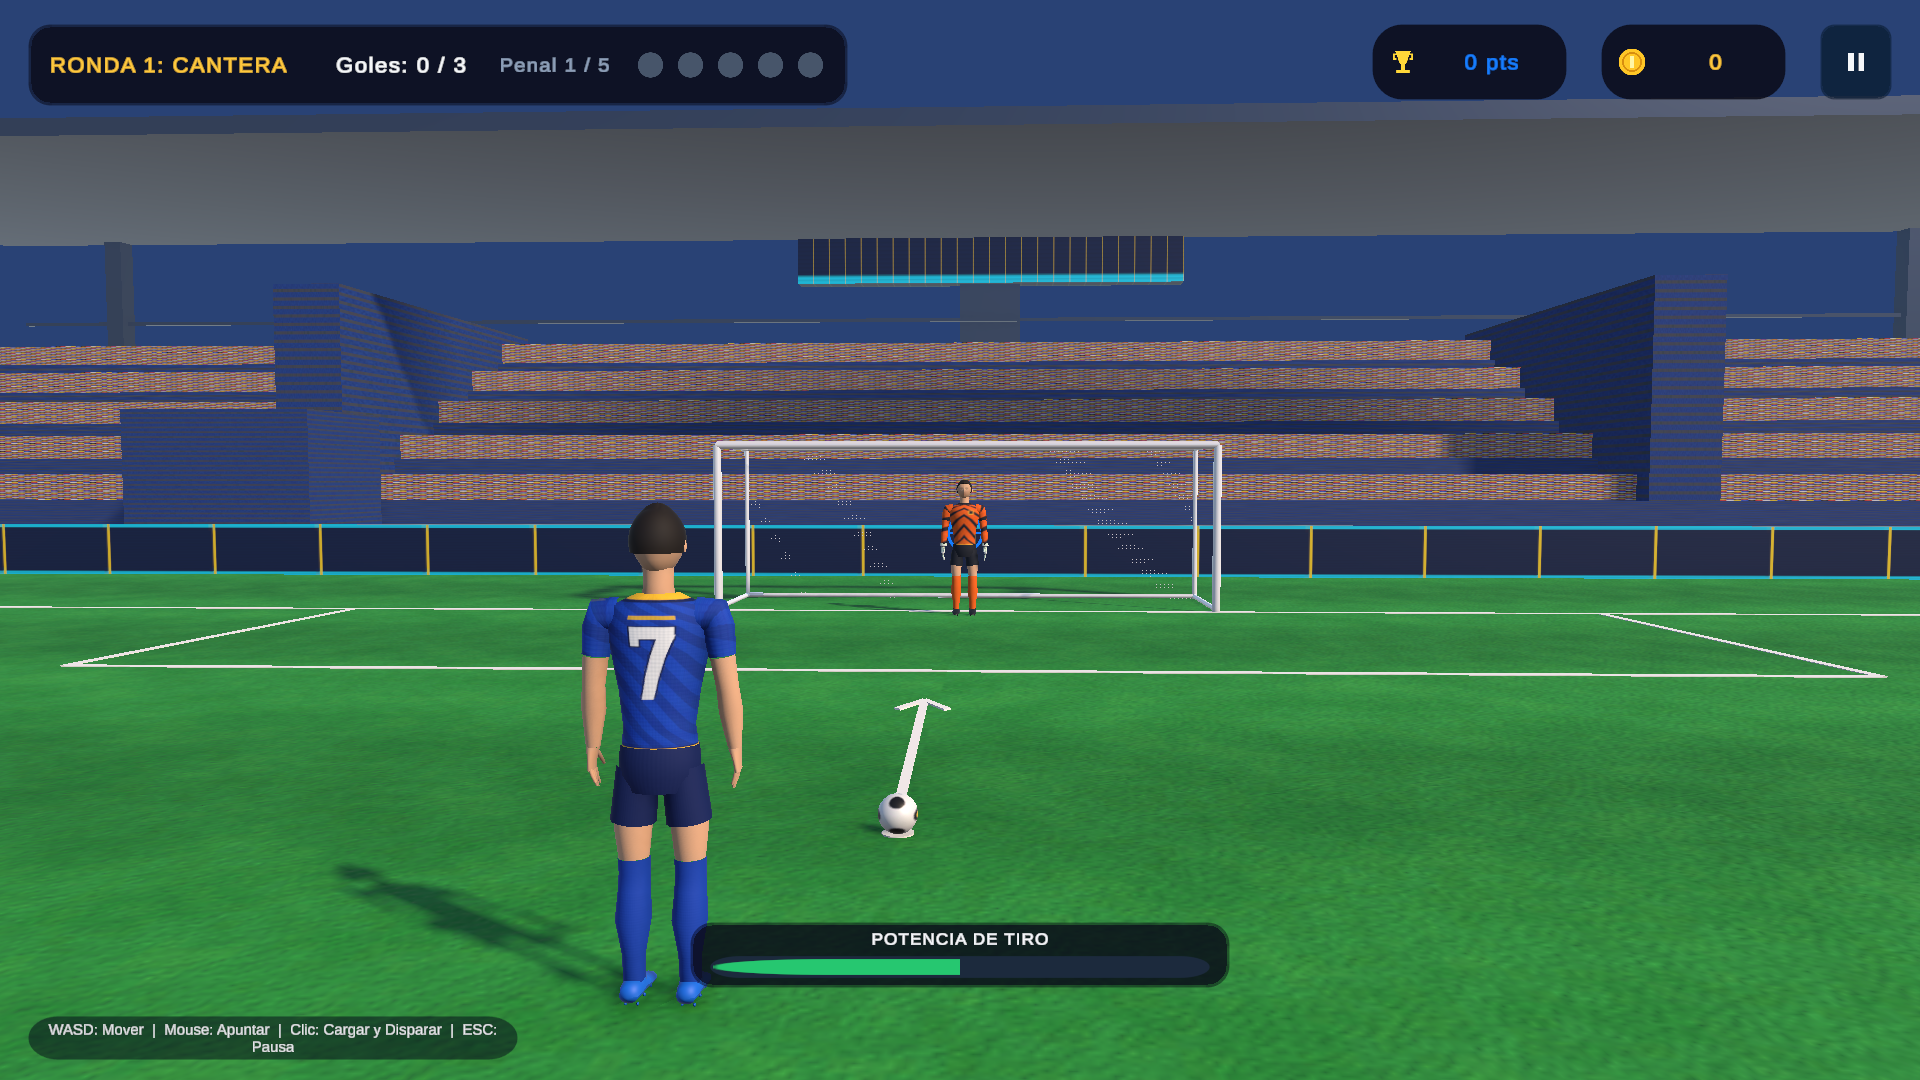 RONDA 1: CANTERA
Goles: 0 / 3
Penal 1 / 5
0 pts
0
7
POTENCIA DE TIRO
WASD: Mover | Mouse: Apuntar | Clic: Cargar y Disparar | ESC:
Pausa